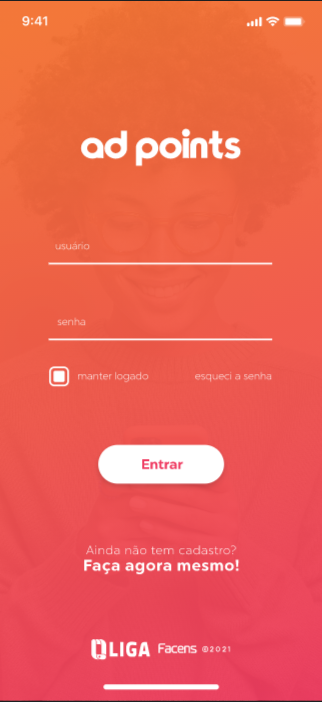 9:41
ad points
usuário
senha
manter logado esqueci a senha
Entrar
Ainda não tem cadastro?
Faça agora mesmo!
LIGA Facens ©2021